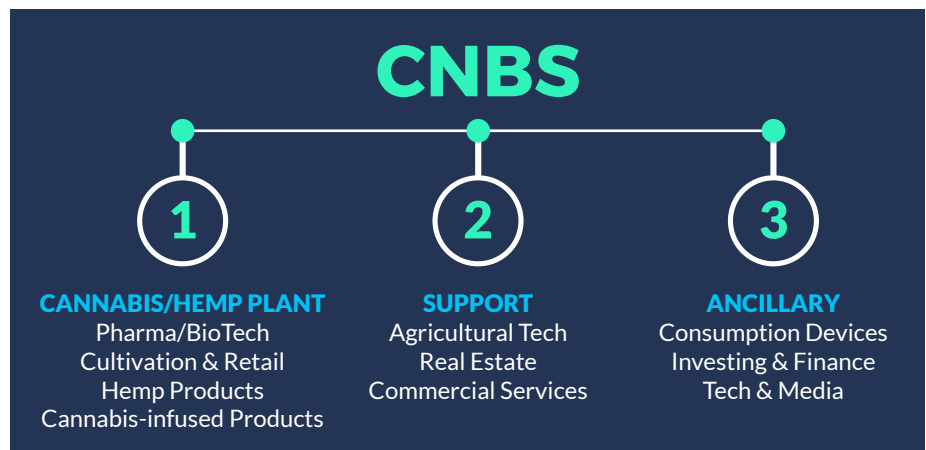 CNBS
1
2
3
CANNABIS/HEMP PLANT
Pharma/BioTech
Cultivation & Retail
Hemp Products
Cannabis-infused Products
SUPPORT
Agricultural Tech
Real Estate
Commercial Services
ANCILLARY
Consumption Devices
Investing & Finance
Tech & Media